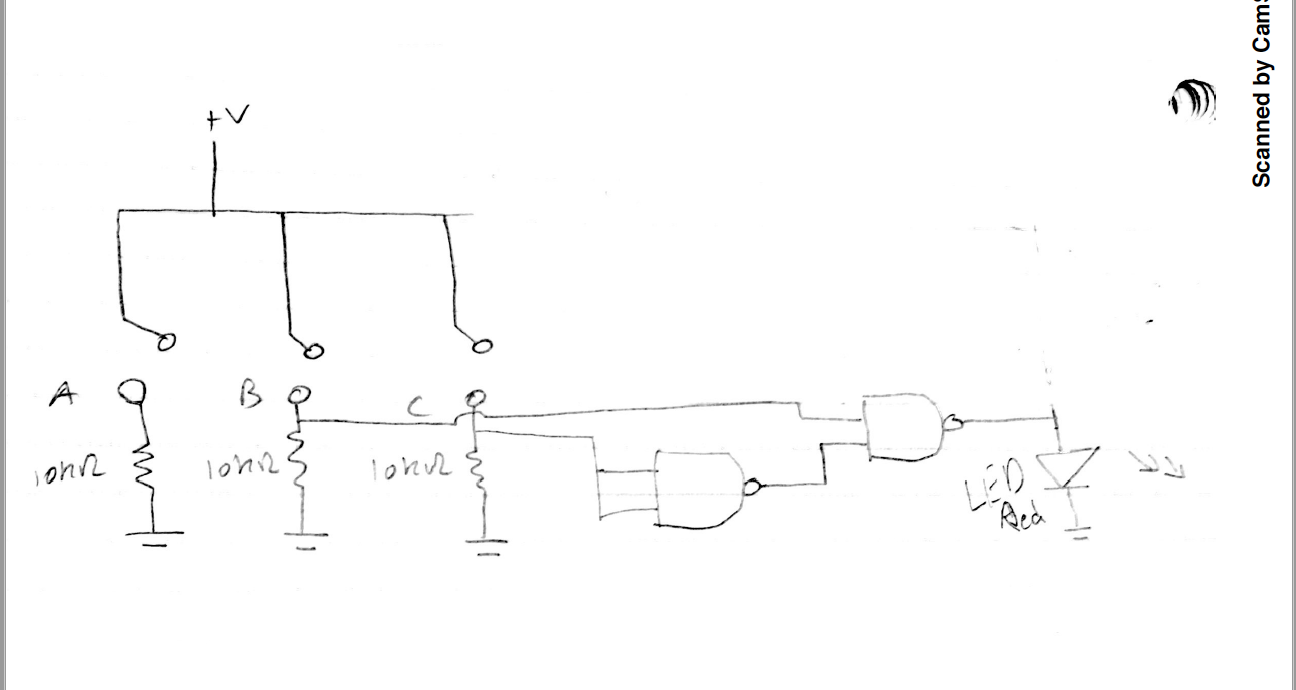 Scanned by Cam
+V
A
B
C
10kΩ
10kΩ
10kΩ
LED
Red